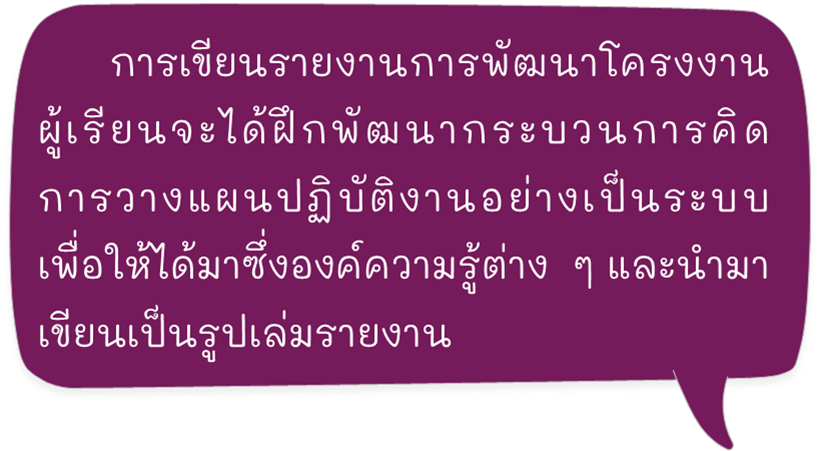 การเขียนรายงานการพัฒนาโครงงาน
ผู้เรียนจะได้ฝึกพัฒนากระบวนการคิด
การวางแผนปฏิบัติงานอย่างเป็นระบบ
เพื่อให้ได้มาซึ่งองค์ความรู้ต่าง ๆ และนำมา
เขียนเป็นรูปเล่มรายงาน